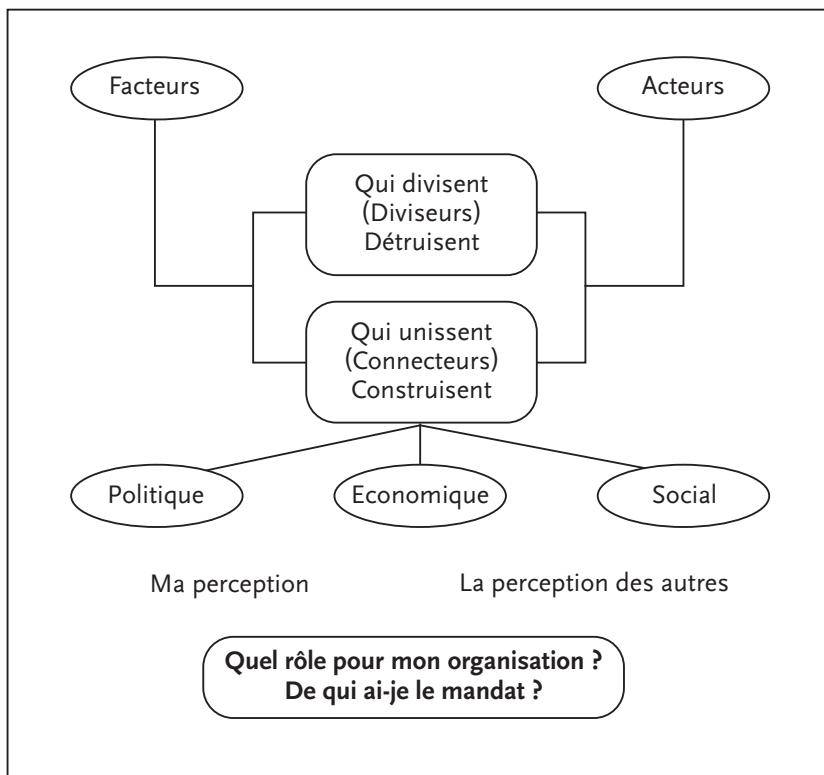 Facteurs
Acteurs
Qui divisent
(Diviseurs)
Détruisent
Qui unissent
(Connecteurs)
Construisent
Politique
Economique
Social
Ma perception
La perception des autres
Quel rôle pour mon organisation ?
De qui ai-je le mandat ?